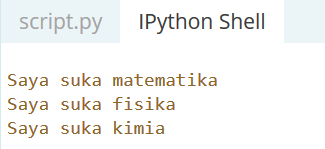 script.py IPython Shell
Saya suka matematika
Saya suka fisika
Saya suka kimia